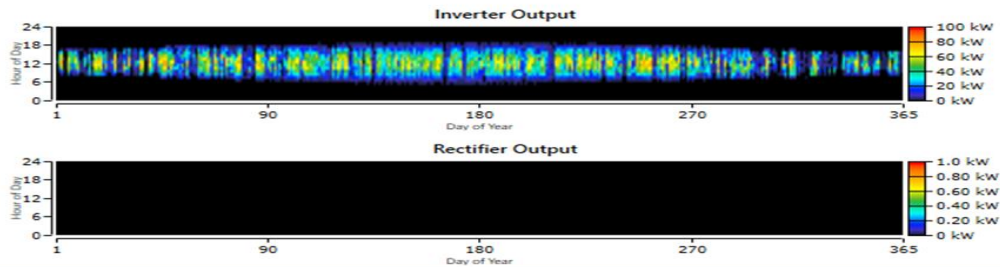 Inverter Output
Hour of Day
24
18
12
6
0
1
90
180
270
365
Day of Year
100 kW
80 kW
60 kW
40 kW
20 kW
0 kW
Rectifier Output
Hour of Day
24
18
12
6
0
1
90
180
270
365
Day of Year
1.0 kW
0.80 kW
0.60 kW
0.40 kW
0.20 kW
0 kW